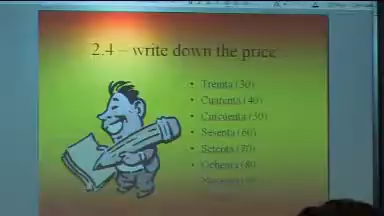 2.4 – write down the price
• Treinta (30)
• Cuarenta (40)
• Cincuenta (50)
• Sesenta (60)
• Setenta (70)
• Ochenta (80)